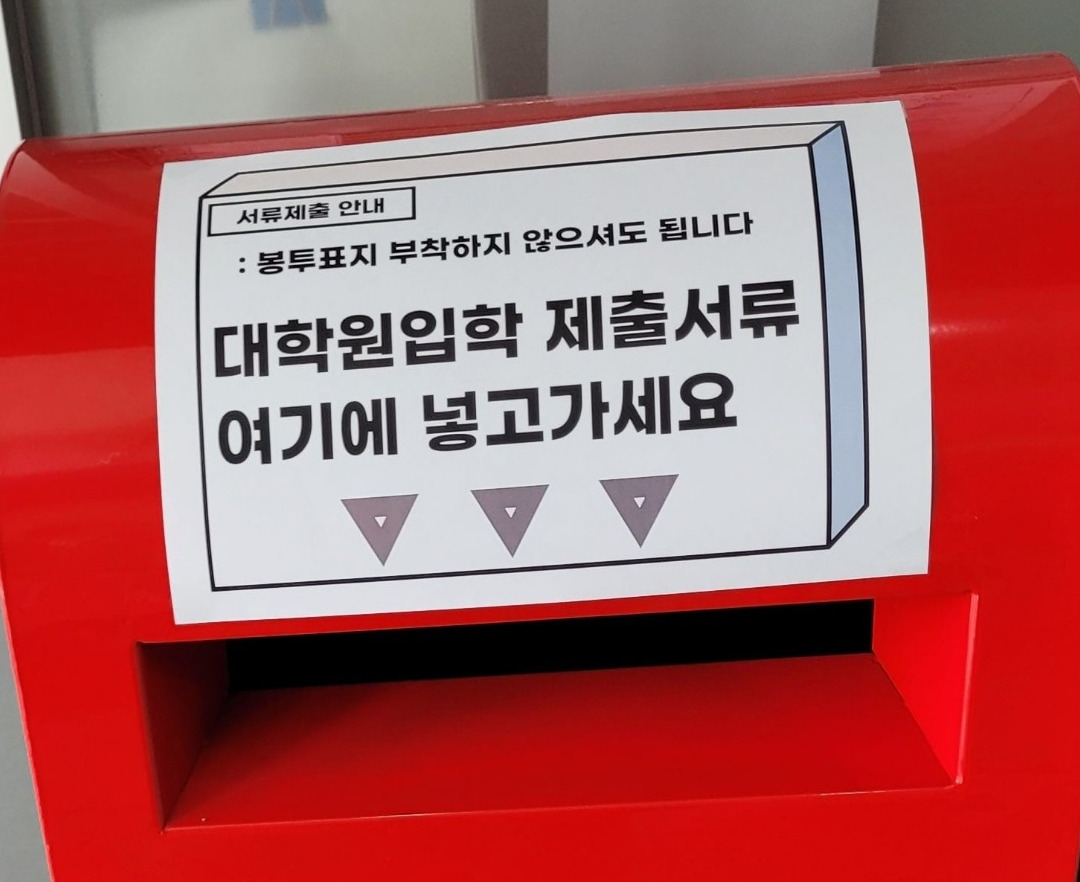 서류제출 안내
: 봉투표지 부착하지 않으셔도 됩니다
대학원입학 제출서류
여기에 넣고가세요